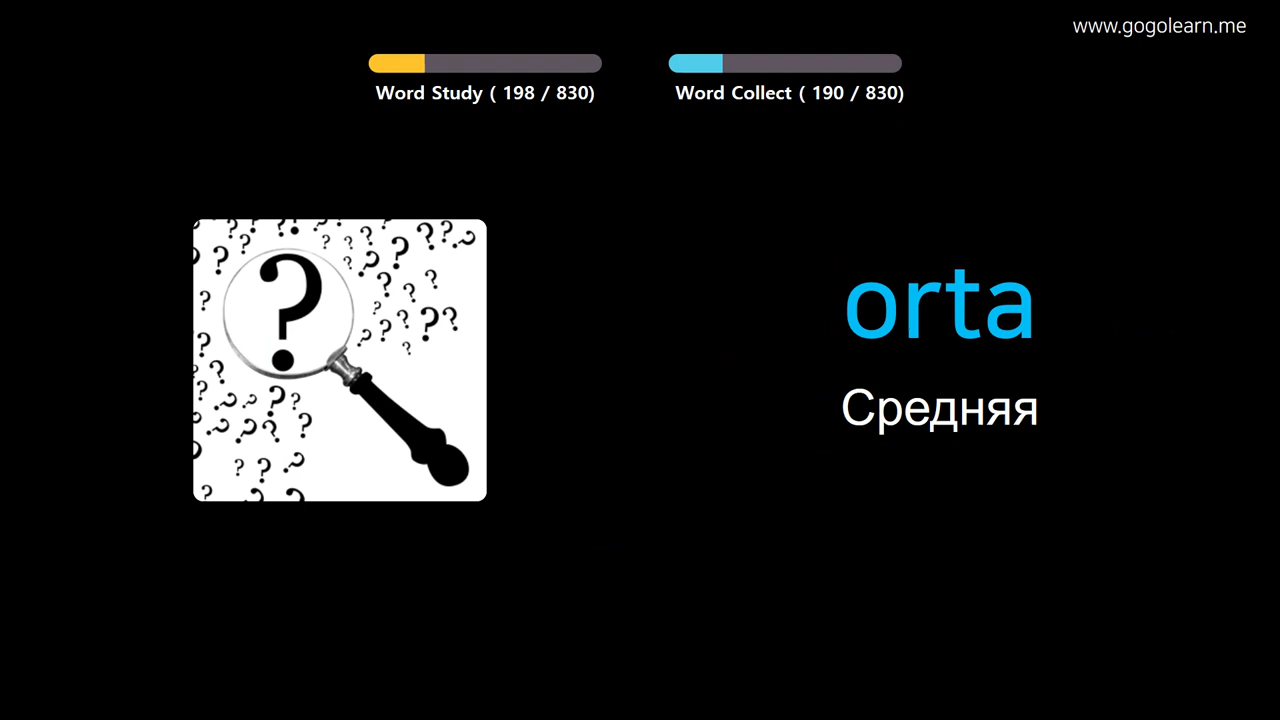 www.gogolearn.me
Word Study ( 198 / 830)
Word Collect ( 190 / 830)
orta
Средняя